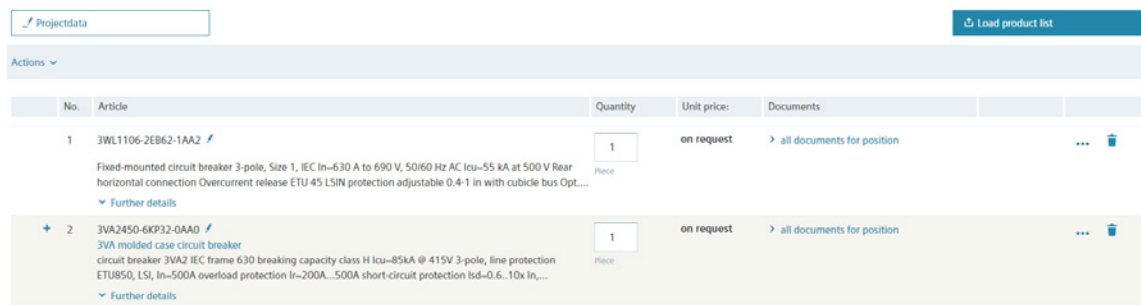 Projectdata
Load product list
Actions
No. Article Quantity Unit price: Documents
1 3WL1106-2EB62-1AA2 1 on request all documents for position ...
Piece
Fixed-mounted circuit breaker 3-pole, Size 1, IEC In=630 A to 690 V, 50/60 Hz AC Icu=55 kA at 500 V Rear
horizontal connection Overcurrent release ETU 45 LSIN protection adjustable 0.4-1 in with cubicle bus Opt....
Further details
+ 2 3VA2450-6KP32-0AA0 1 on request all documents for position ...
3VA molded case circuit breaker
Piece
circuit breaker 3VA2 IEC frame 630 breaking capacity class H Icu=85kA @ 415V 3-pole, line protection
ETU850, LSI, In=500A overload protection Ir=200A...500A short-circuit protection Isd=0.6..10x In,...
Further details